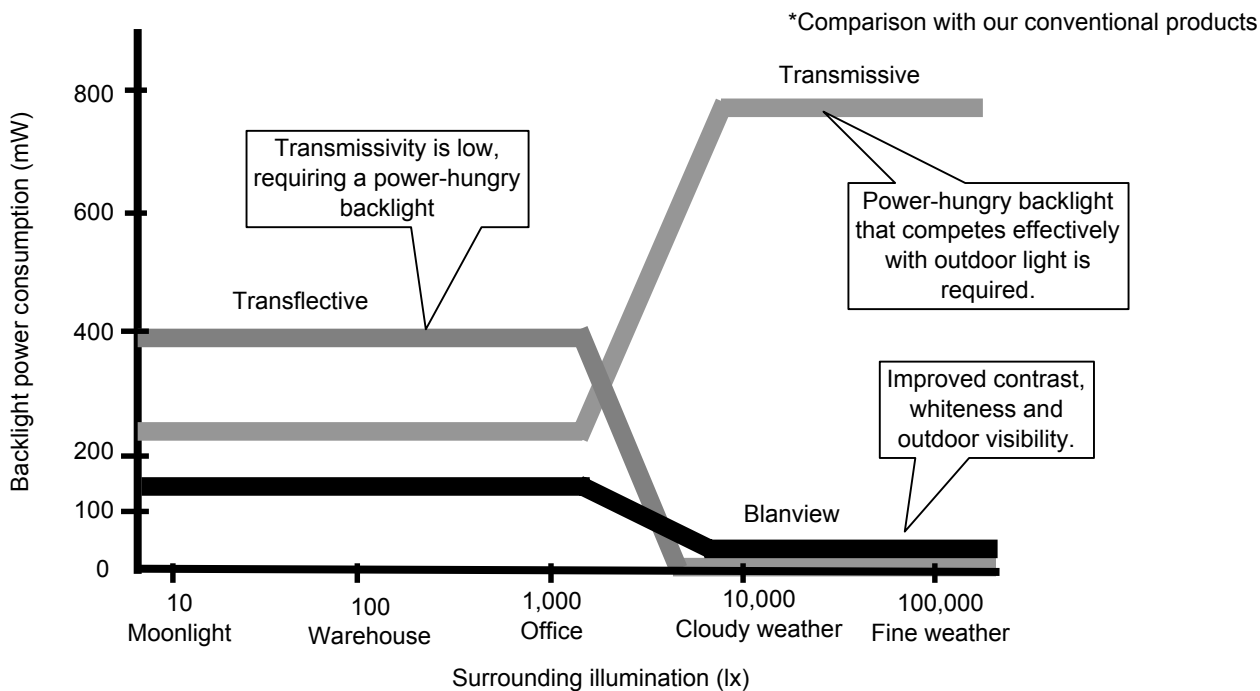 *Comparison with our conventional products
Transmissive
Transmissivity is low,
requiring a power-hungry
backlight
Power-hungry backlight
that competes effectively
with outdoor light is
required.
Transflective
Improved contrast,
whiteness and
outdoor visibility.
Blanview
Backlight power consumption (mW)
800
600
400
200
100
0
10
Moonlight
100
Warehouse
1,000
Office
10,000
Cloudy weather
100,000
Fine weather
Surrounding illumination (lx)